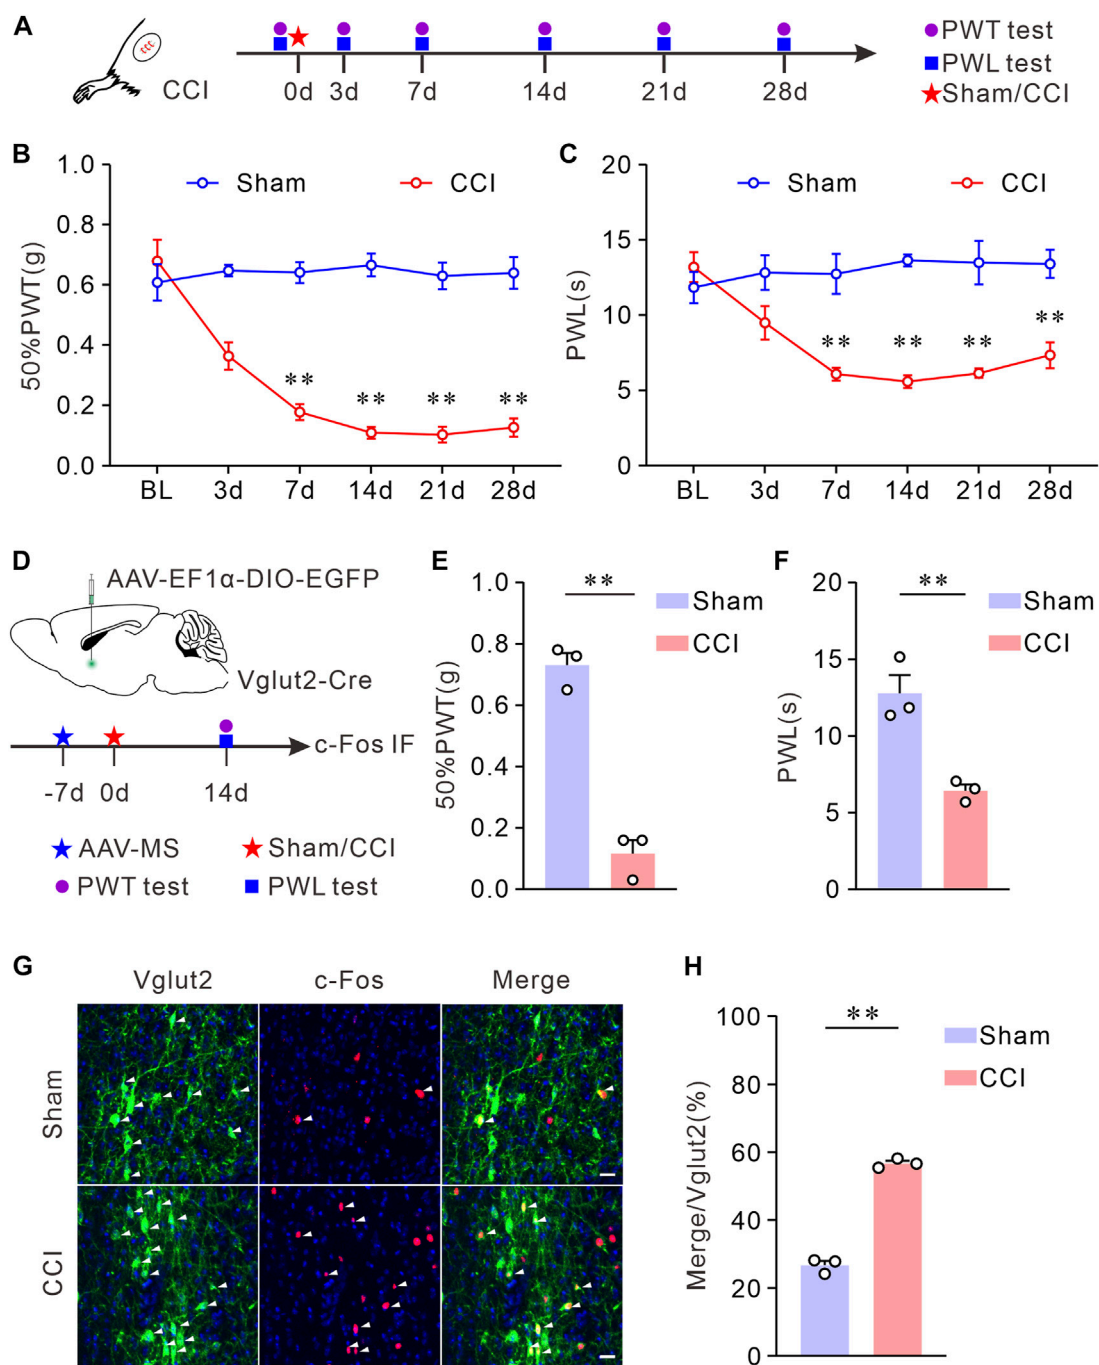 A
CCI
0d 3d 7d 14d 21d 28d
PWT test
PWL test
Sham/CCI
B
50%PWT(g)
1.0
0.8
0.6
0.4
0.2
0.0
Sham CCI
**
** ** **
BL 3d 7d 14d 21d 28d
C
PWL(s)
20
15
10
5
0
Sham CCI
**
** ** **
BL 3d 7d 14d 21d 28d
D
AAV-EF1α-DIO-EGFP
Vglut2-Cre
c-Fos IF
-7d 0d 14d
AAV-MS Sham/CCI
PWT test PWL test
E
50%PWT(g)
1.0
0.8
0.6
0.4
0.2
0.0
**
Sham
CCI
F
PWL(s)
20
15
10
5
0
**
Sham
CCI
G
Vglut2 c-Fos Merge
Sham
CCI
H
Merge/Vglut2(%)
100
80
60
40
20
0
**
Sham
CCI